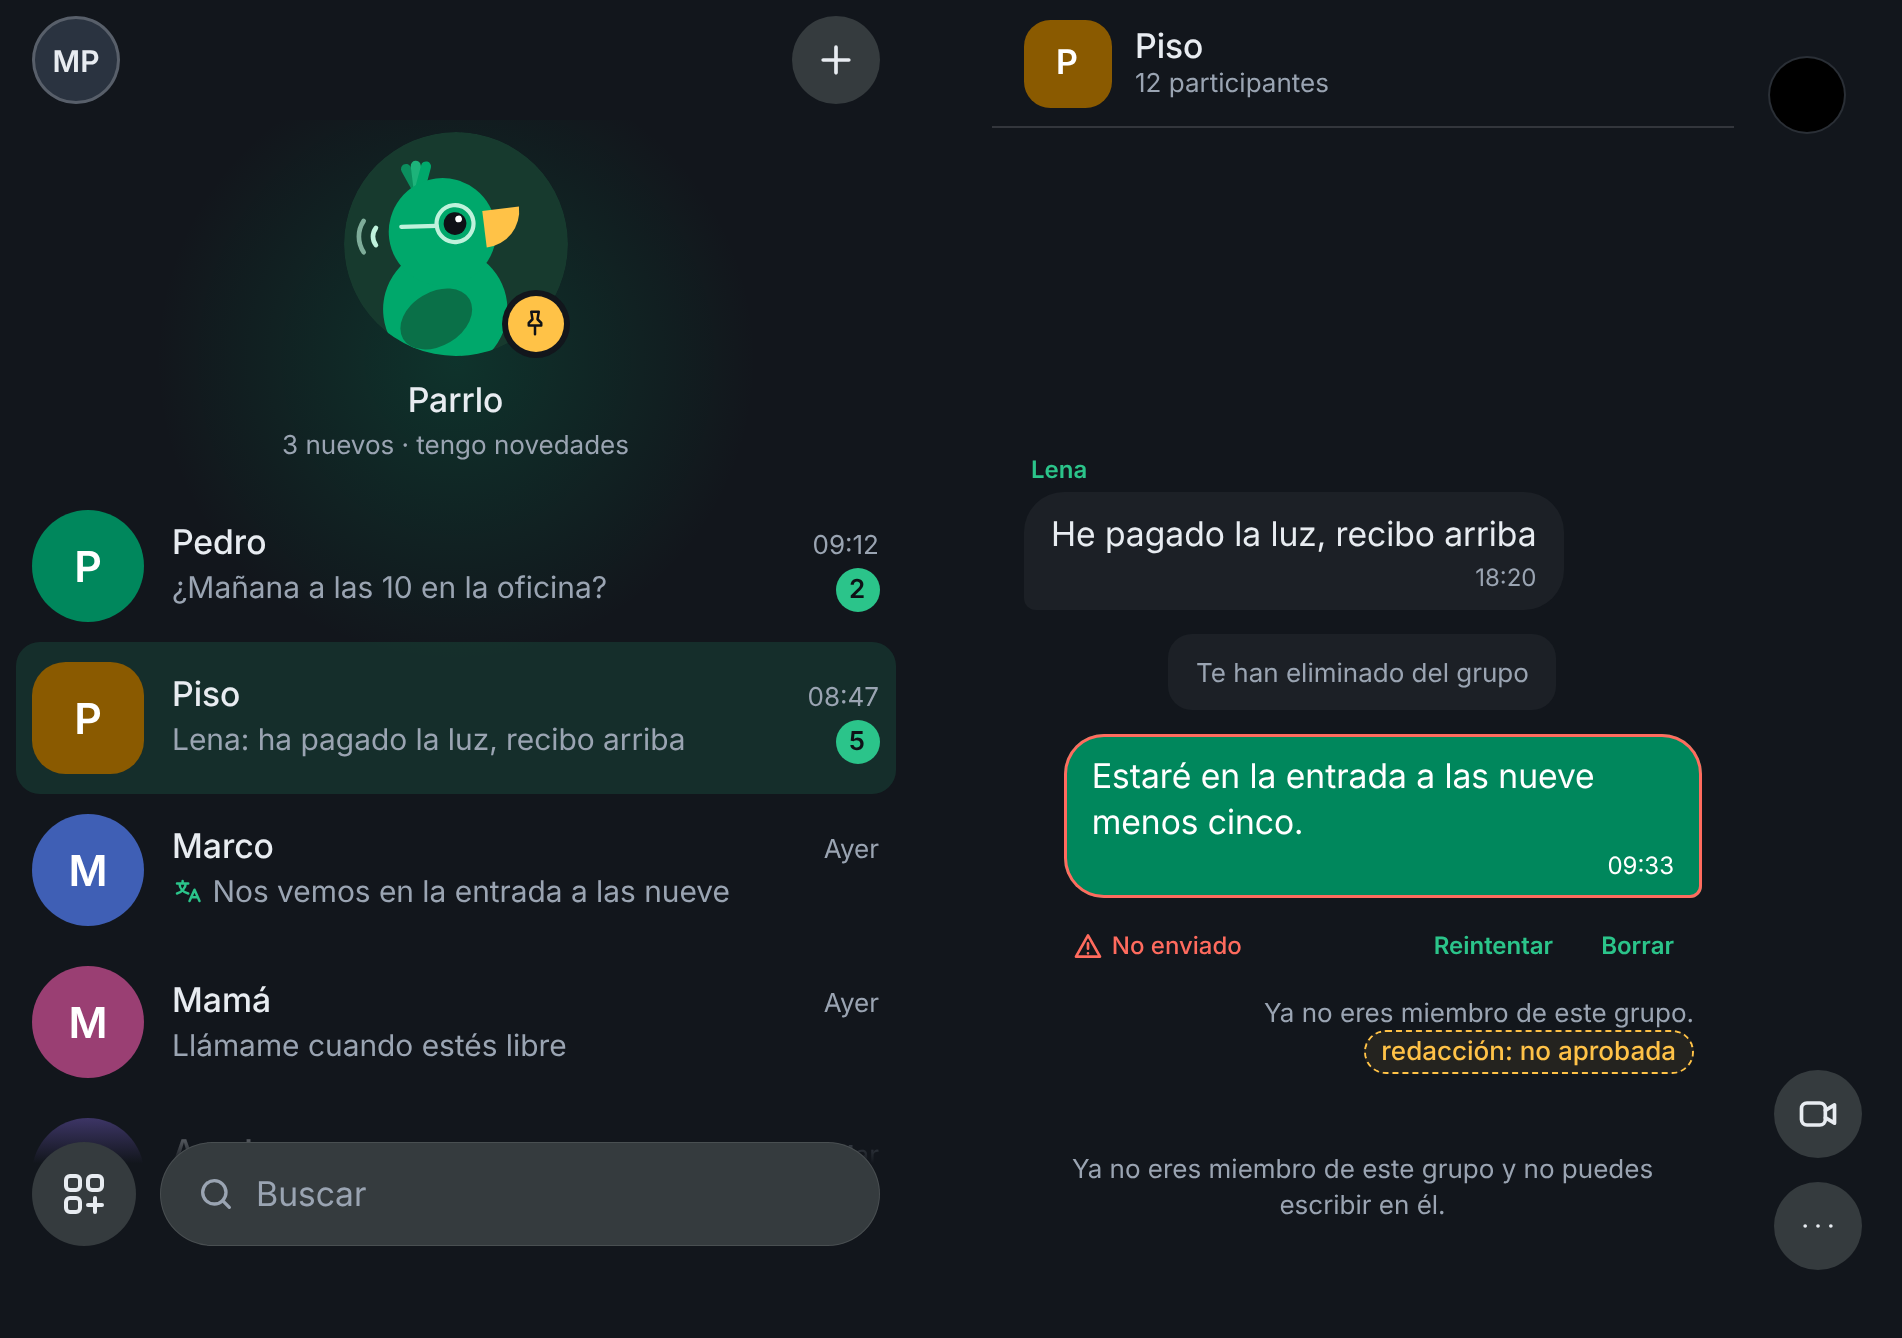 MP
Parrlo
3 nuevos · tengo novedades
P
Pedro
09:12
¿Mañana a las 10 en la oficina?
2
P
Piso
08:47
Lena: ha pagado la luz, recibo arriba
5
M
Marco
Ayer
Nos vemos en la entrada a las nueve
M
Mamá
Ayer
Llámame cuando estés libre
Buscar
P
Piso
12 participantes
Lena
He pagado la luz, recibo arriba
18:20
Te han eliminado del grupo
Estaré en la entrada a las nueve
menos cinco.
09:33
No enviado
Reintentar
Borrar
Ya no eres miembro de este grupo.
redacción: no aprobada
Ya no eres miembro de este grupo y no puedes
escribir en él.